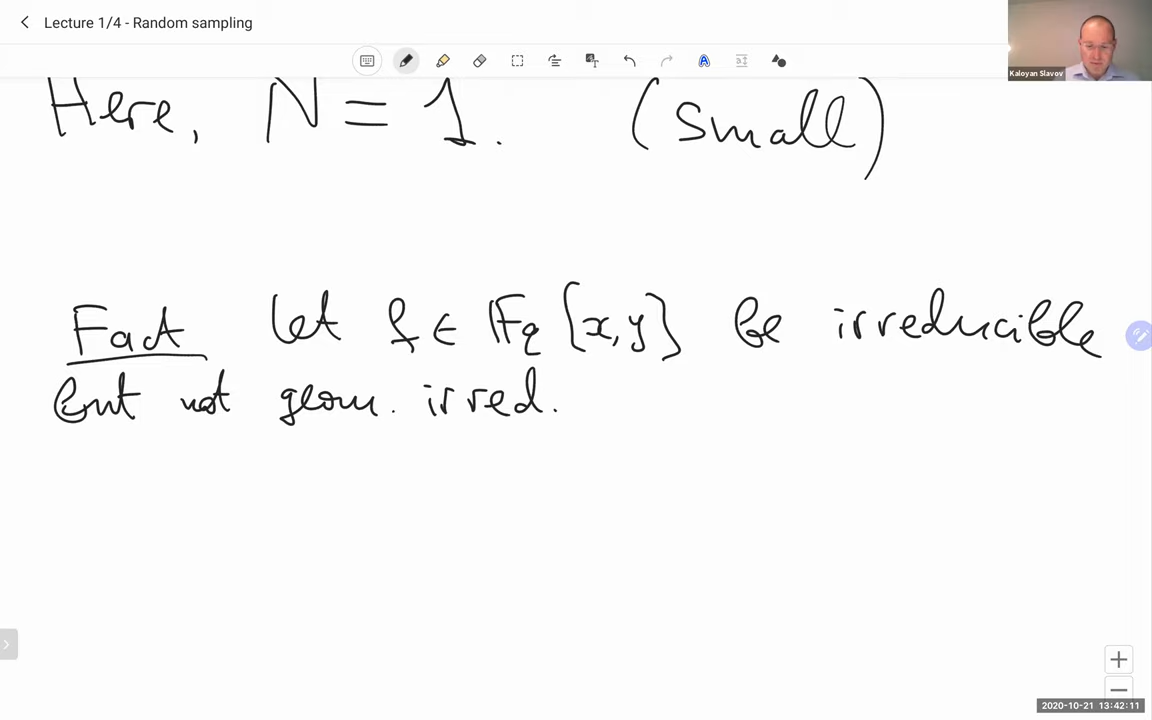 Lecture 1/4 - Random sampling
Kaloyan Slavov
Here, N = 1. (small)
Fact Let f ∈ 𝔽q [x,y] be irreducible
but not geom. irred.
2020-10-21 13:42:11